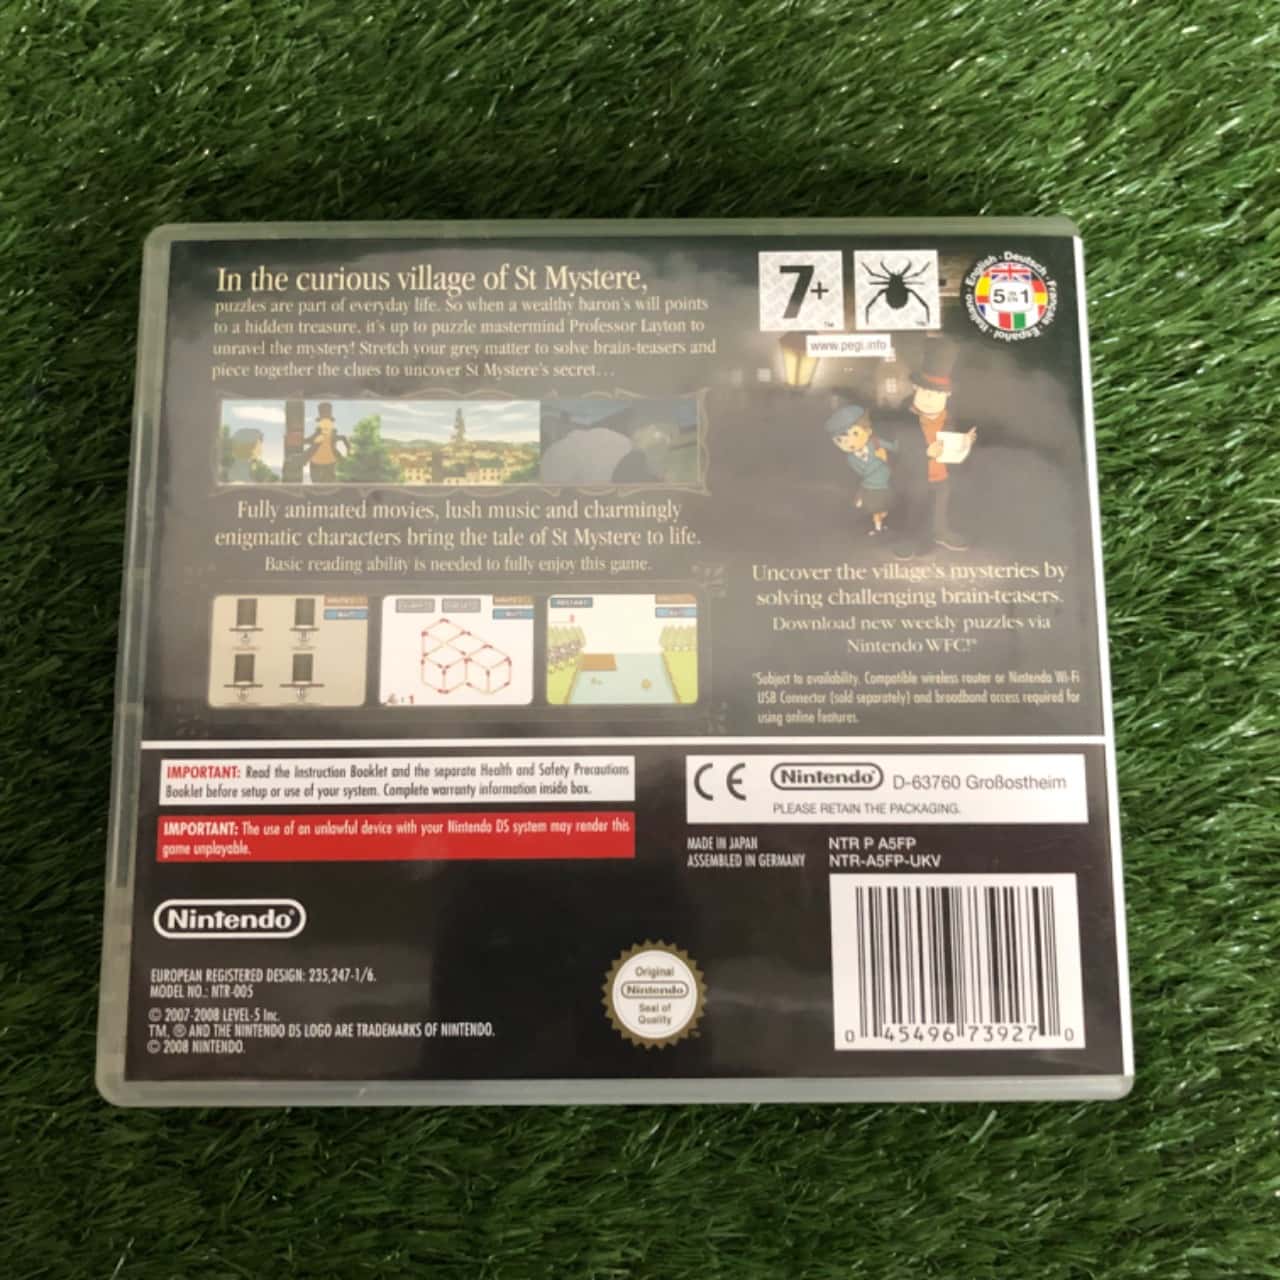 In the curious village of St Mystere,
puzzles are part of everyday life. So when a wealthy baron's will points
to a hidden treasure, it's up to puzzle mastermind Professor Layton to
unravel the mystery! Stretch your grey matter to solve brain-teasers and
piece together the clues to uncover St Mystere's secret...
Fully animated movies, lush music and charmingly
enigmatic characters bring the tale of St Mystere to life.
Basic reading ability is needed to fully enjoy this game.
RESTART
7+
™
™
www.pegi.info
English · Deutsch · Français · Español · Italiano ·
5 IN 1
Uncover the village's mysteries by
solving challenging brain-teasers.
Download new weekly puzzles via
Nintendo WFC!*
*Subject to availability. Compatible wireless router or Nintendo Wi-Fi
USB Connector (sold separately) and broadband access required for
using online features.
IMPORTANT: Read the Instruction Booklet and the separate Health and Safety Precautions
Booklet before setup or use of your system. Complete warranty information inside box.
IMPORTANT: The use of an unlawful device with your Nintendo DS system may render this
game unplayable.
CE Nintendo® D-63760 Großostheim
PLEASE RETAIN THE PACKAGING.
MADE IN JAPAN
ASSEMBLED IN GERMANY
NTR P A5FP
NTR-A5FP-UKV
Nintendo®
EUROPEAN REGISTERED DESIGN: 235,247-1/6.
MODEL NO.: NTR-005
© 2007-2008 LEVEL-5 Inc.
TM, ® AND THE NINTENDO DS LOGO ARE TRADEMARKS OF NINTENDO.
© 2008 NINTENDO.
Original
Nintendo
Seal of
Quality
0 45496 73927 0